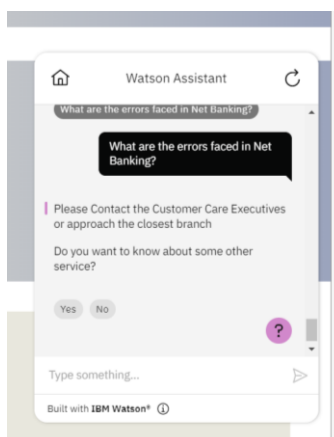 Watson Assistant
What are the errors faced in Net Banking?
What are the errors faced in Net
Banking?
Please Contact the Customer Care Executives
or approach the closest branch
Do you want to know about some other
service?
Yes No
?
Type something...
Built with IBM Watson® ⓘ